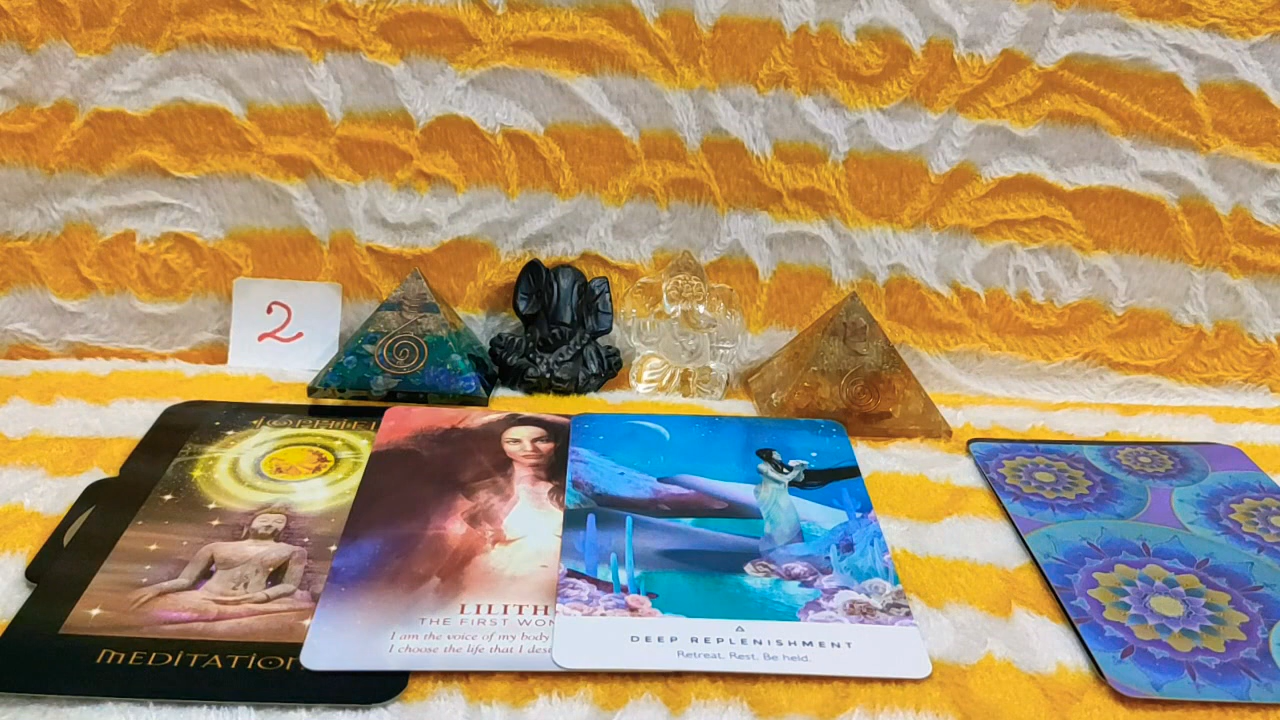 2
IOPHIEL
MEDITATION
LILITH
THE FIRST WOM
I am the voice of my body
I choose the life that I des
DEEP REPLENISHMENT
Retreat. Rest. Be held.